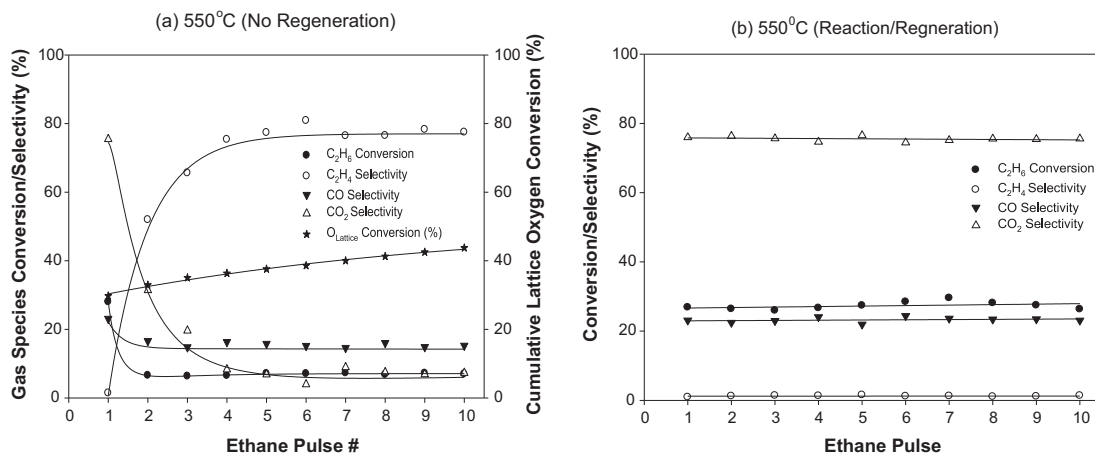 (a) 550°C (No Regeneration)
Gas Species Conversion/Selectivity (%)
100
80
60
40
20
0
C₂H₆ Conversion
C₂H₄ Selectivity
CO Selectivity
CO₂ Selectivity
O_Lattice Conversion (%)
0 1 2 3 4 5 6 7 8 9 10
Ethane Pulse #
100
80
60
40
20
0
Cumulative Lattice Oxygen Conversion (%)
(b) 550⁰C (Reaction/Regneration)
Conversion/Selectivity (%)
100
80
60
40
20
0
C₂H₆ Conversion
C₂H₄ Selectivity
CO Selectivity
CO₂ Selectivity
0 1 2 3 4 5 6 7 8 9 10
Ethane Pulse